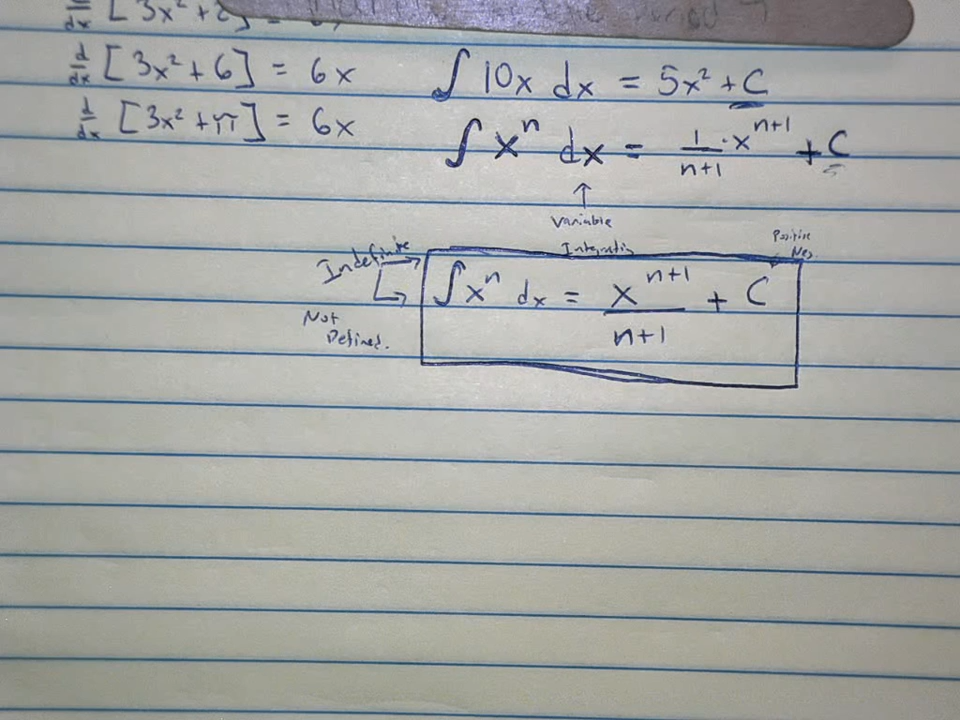 d/dx [3x² + 6] = 6x
d/dx [3x² + π] = 6x
∫ 10x dx = 5x² + C
∫ xⁿ dx = 1/(n+1) · xⁿ⁺¹ + C
↑
Variable
Integration
Positive
Indefinite
Not
Defined.
∫ xⁿ dx = xⁿ⁺¹/(n+1) + C